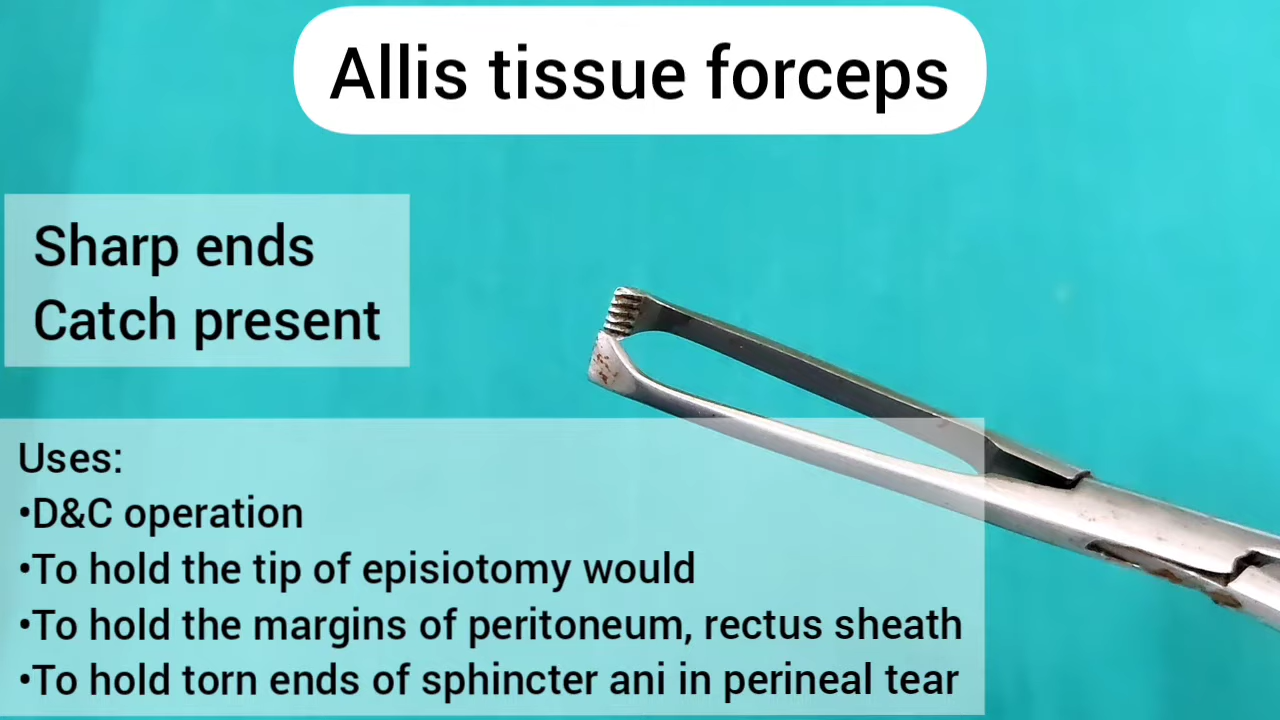 Allis tissue forceps
Sharp ends
Catch present
Uses:
•D&C operation
•To hold the tip of episiotomy would
•To hold the margins of peritoneum, rectus sheath
•To hold torn ends of sphincter ani in perineal tear